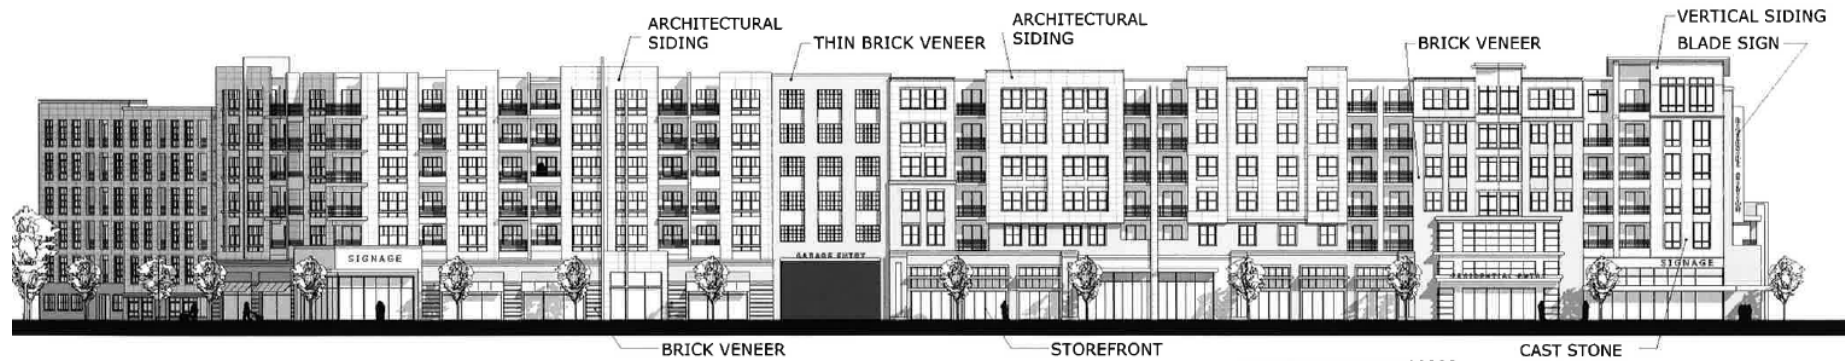 ARCHITECTURAL
SIDING
THIN BRICK VENEER
ARCHITECTURAL
SIDING
BRICK VENEER
VERTICAL SIDING
BLADE SIGN
SIGNAGE
GARAGE ENTRY
RESIDENTIAL ENTRY
SIGNAGE
BRICK VENEER
STOREFRONT
CAST STONE